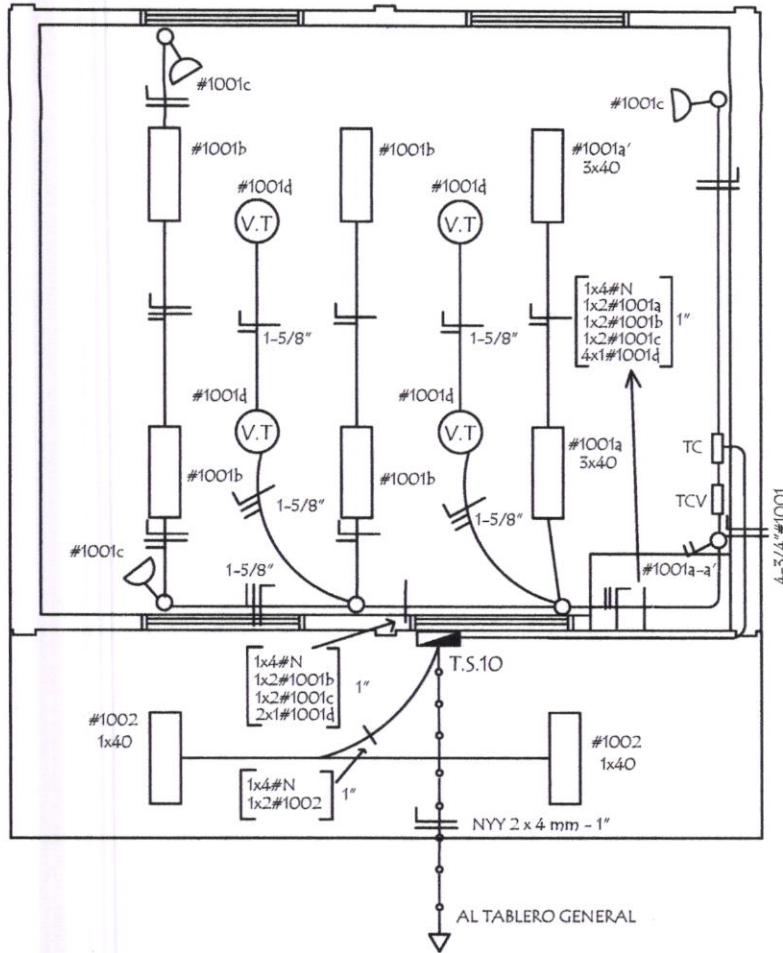 #1001c
#1001c
#1001b
#1001b
#1001a'
3x40
#1001d
#1001d
V.T
V.T
1x4#N
1x2#1001a
1x2#1001b
1x2#1001c
4x1#1001d
1"
1-5/8"
1-5/8"
#1001d
#1001d
V.T
V.T
#1001a
3x40
TC
#1001b
#1001b
TCV
1-5/8"
1-5/8"
4-3/4"#1001
#1001c
1-5/8"
#1001a-a'
1x4#N
1x2#1001b
1x2#1001c
2x1#1001d
1"
T.S.10
#1002
1x40
#1002
1x40
1x4#N
1x2#1002
1"
NYY 2 x 4 mm - 1"
AL TABLERO GENERAL